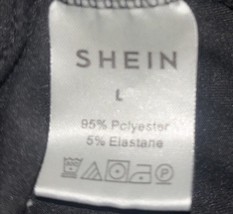 SHEIN
L
95% Polyester
5% Elastane